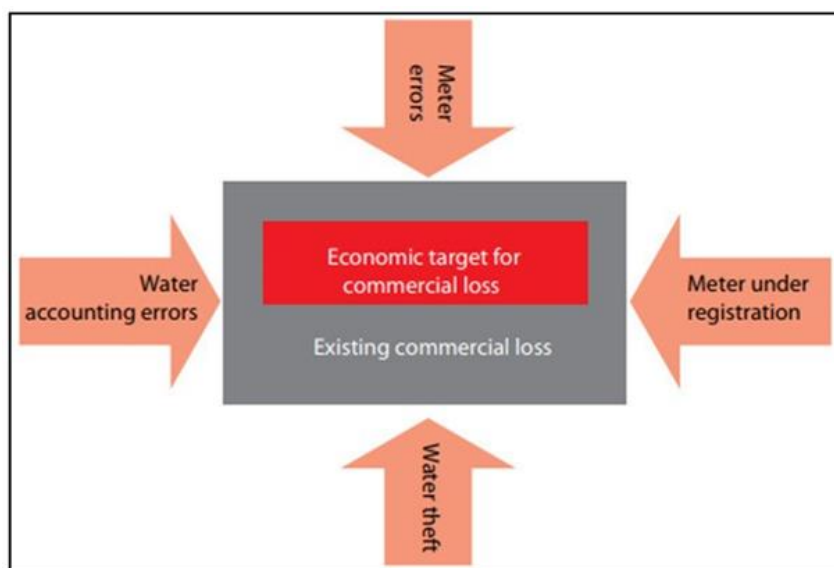 Meter
errors
Economic target for
commercial loss
Water
accounting errors
Meter under
registration
Existing commercial loss
Water theft